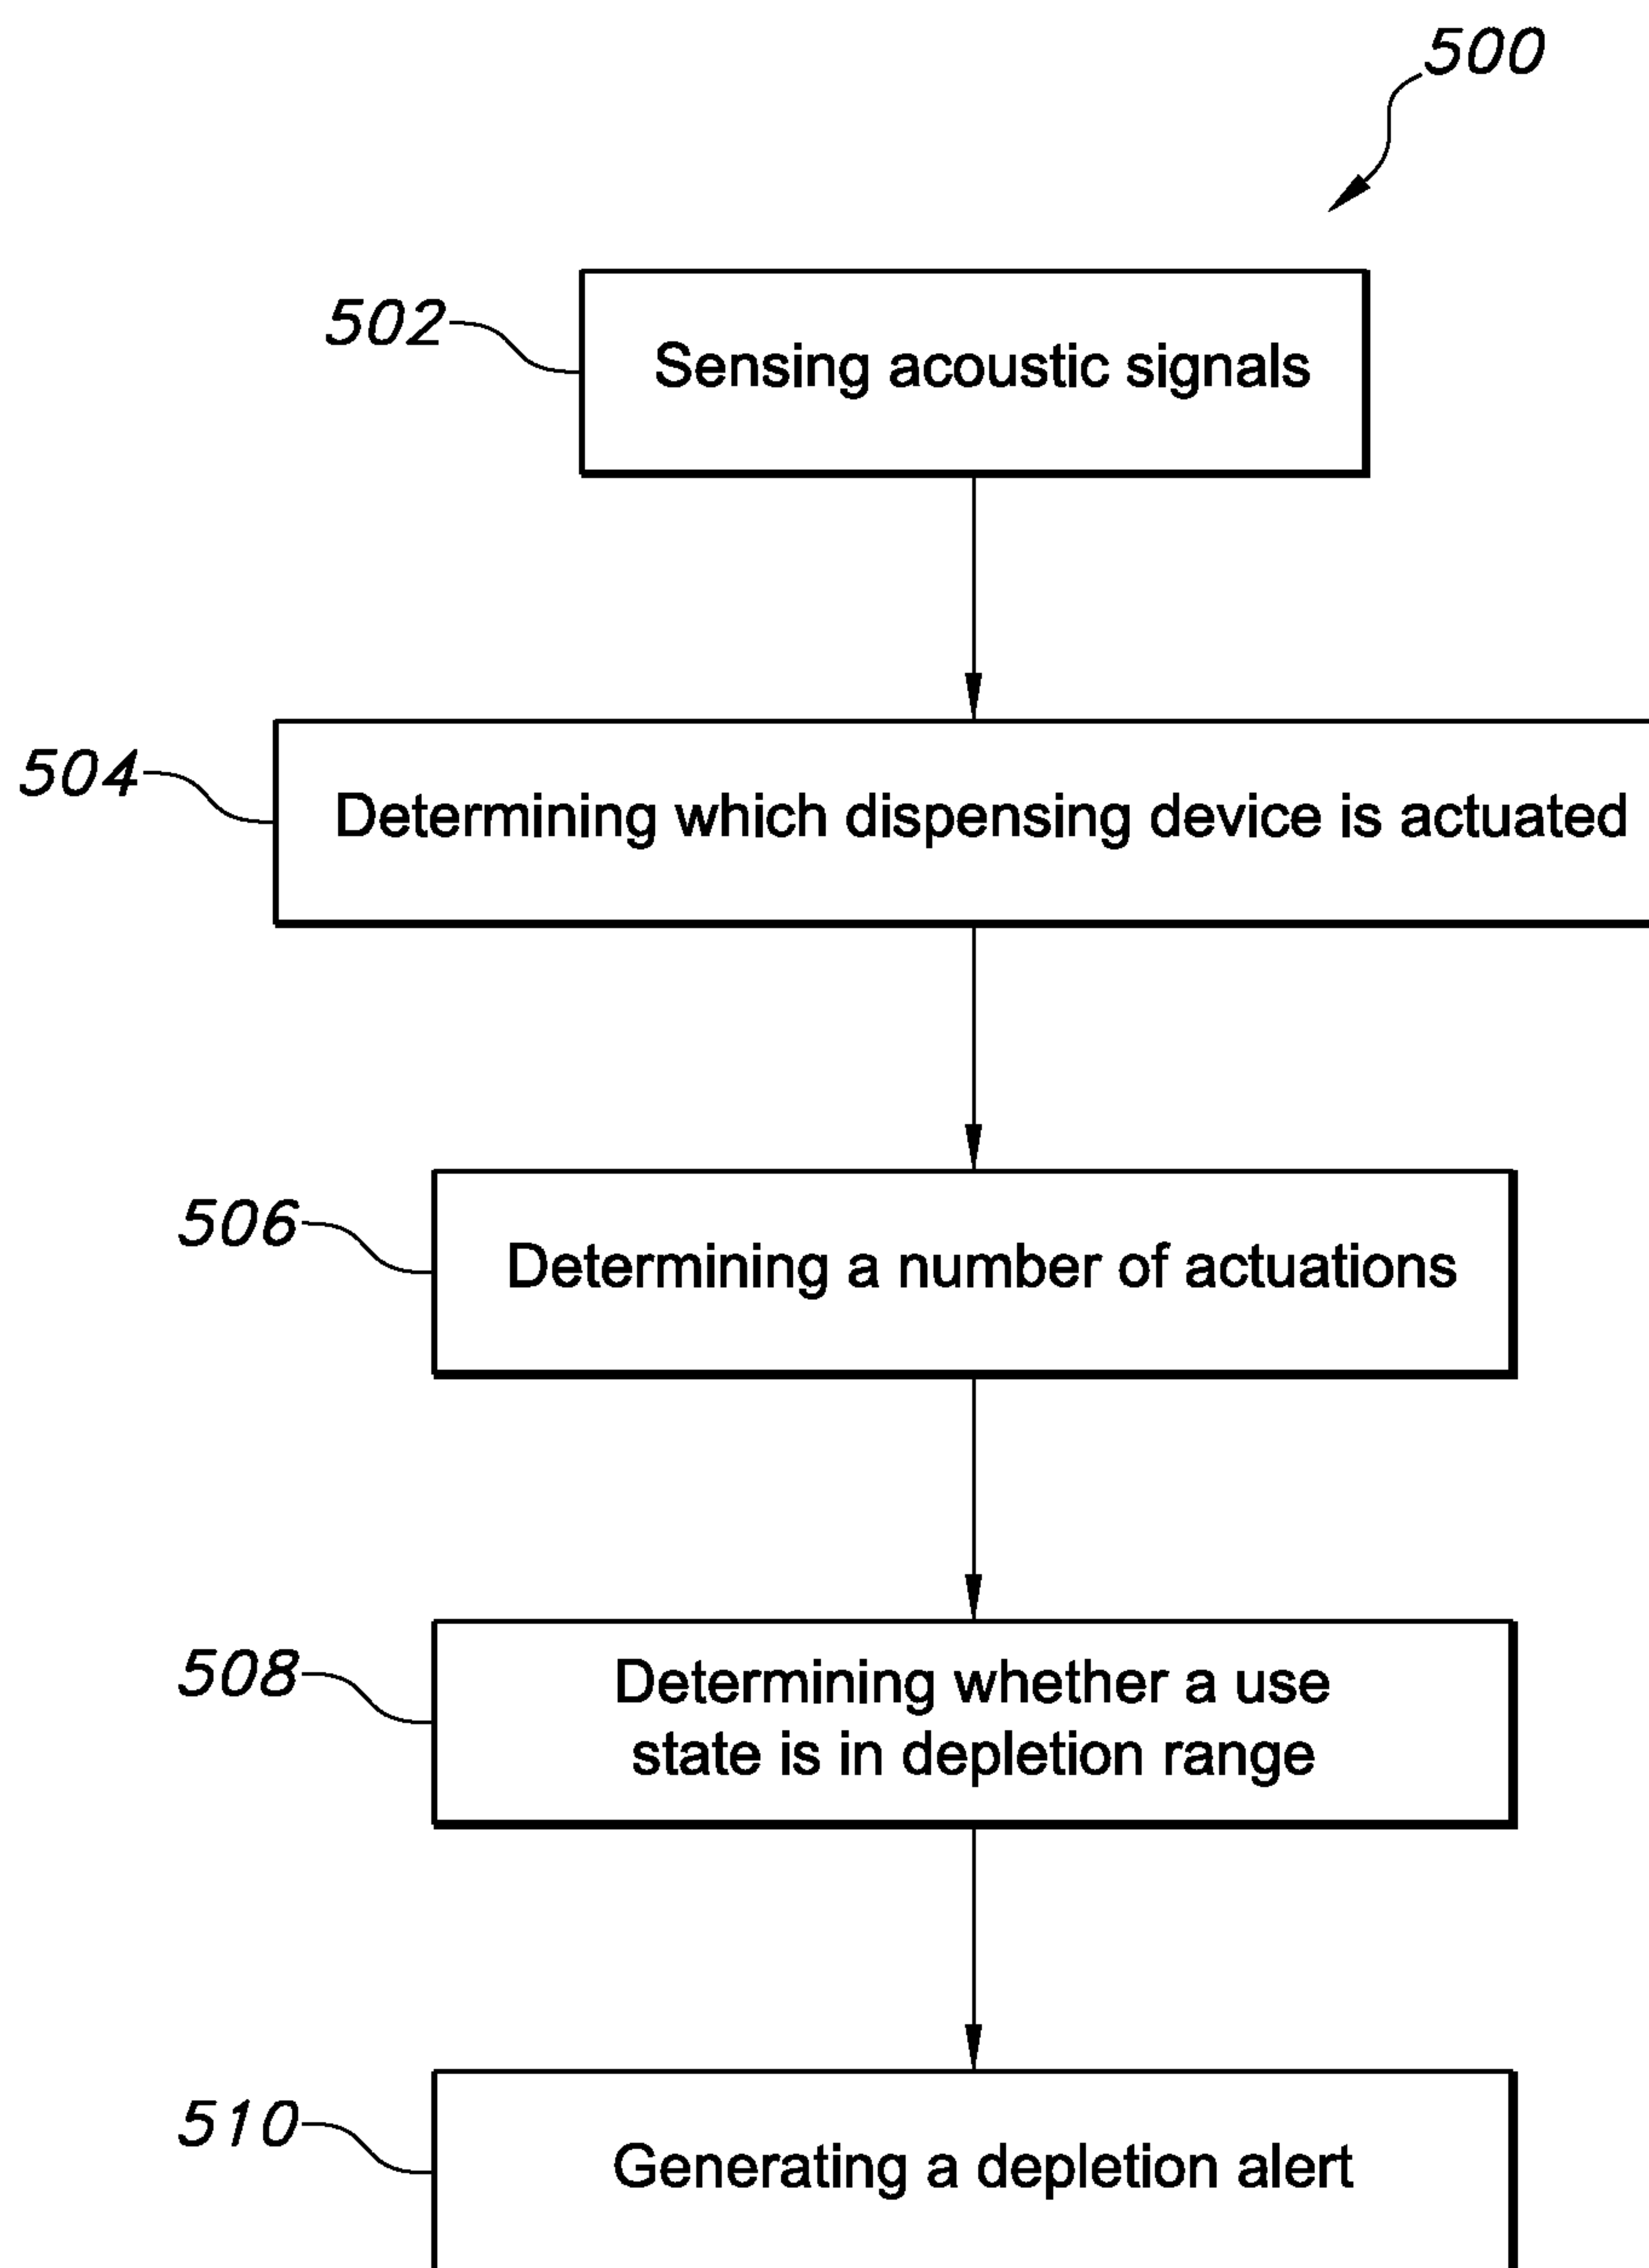 500
502
Sensing acoustic signals
504
Determining which dispensing device is actuated
506
Determining a number of actuations
508
Determining whether a use
state is in depletion range
510
Generating a depletion alert